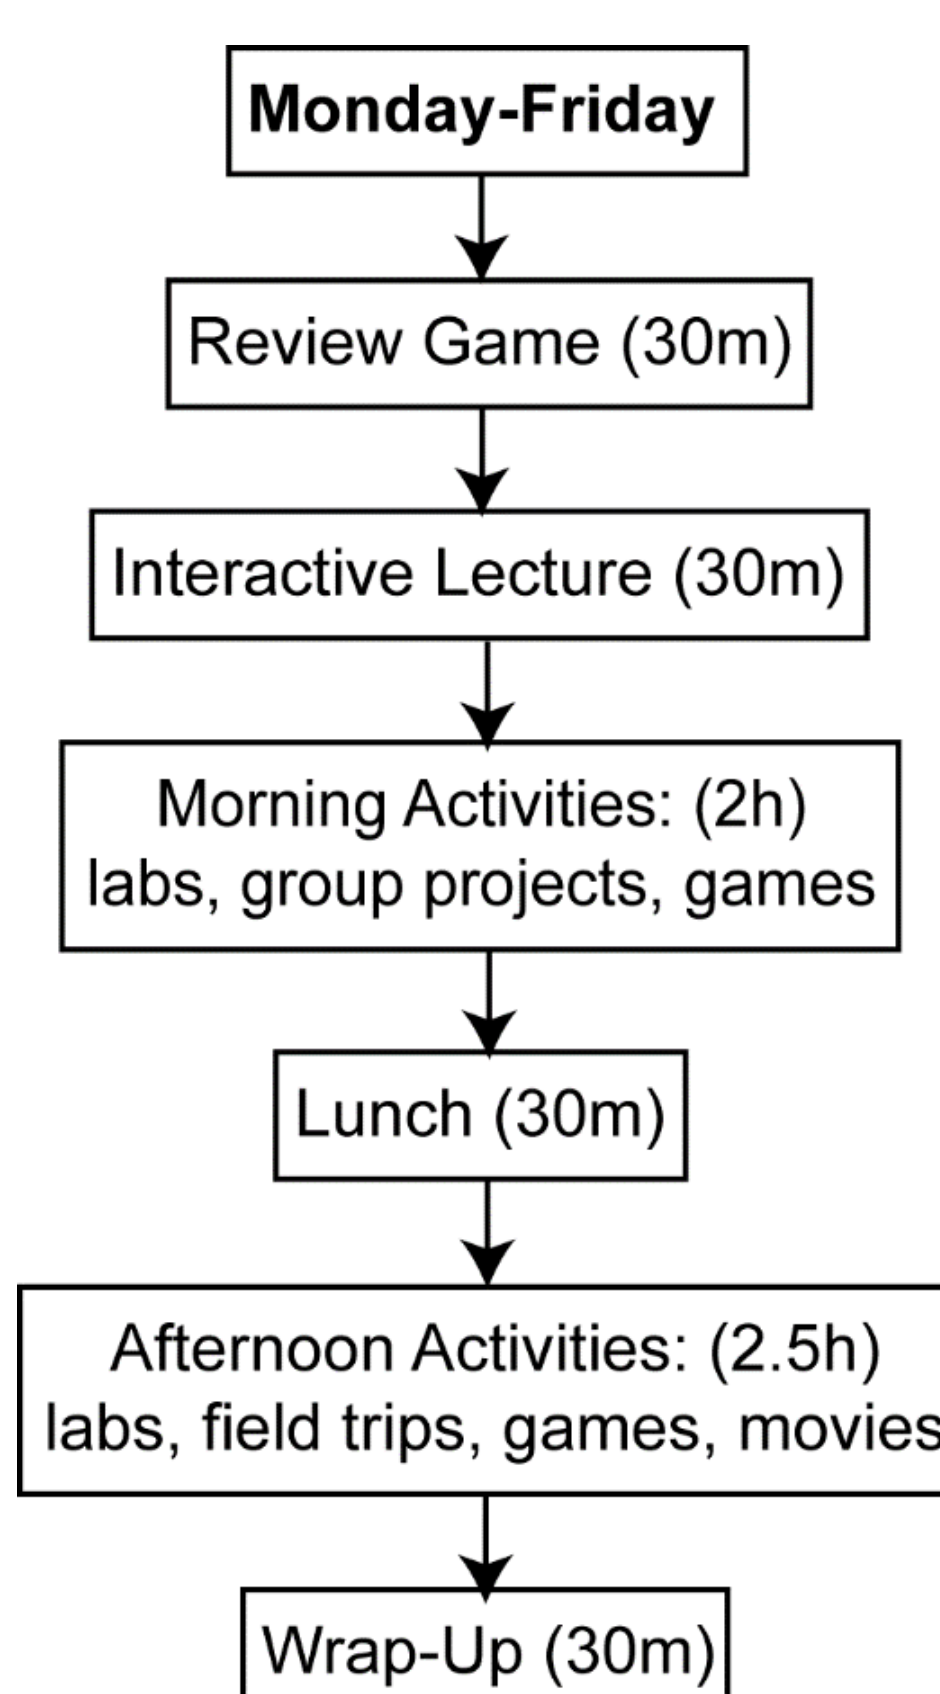 Monday-Friday
Review Game (30m)
Interactive Lecture (30m)
Morning Activities: (2h)
labs, group projects, games
Lunch (30m)
Afternoon Activities: (2.5h)
labs, field trips, games, movies
Wrap-Up (30m)